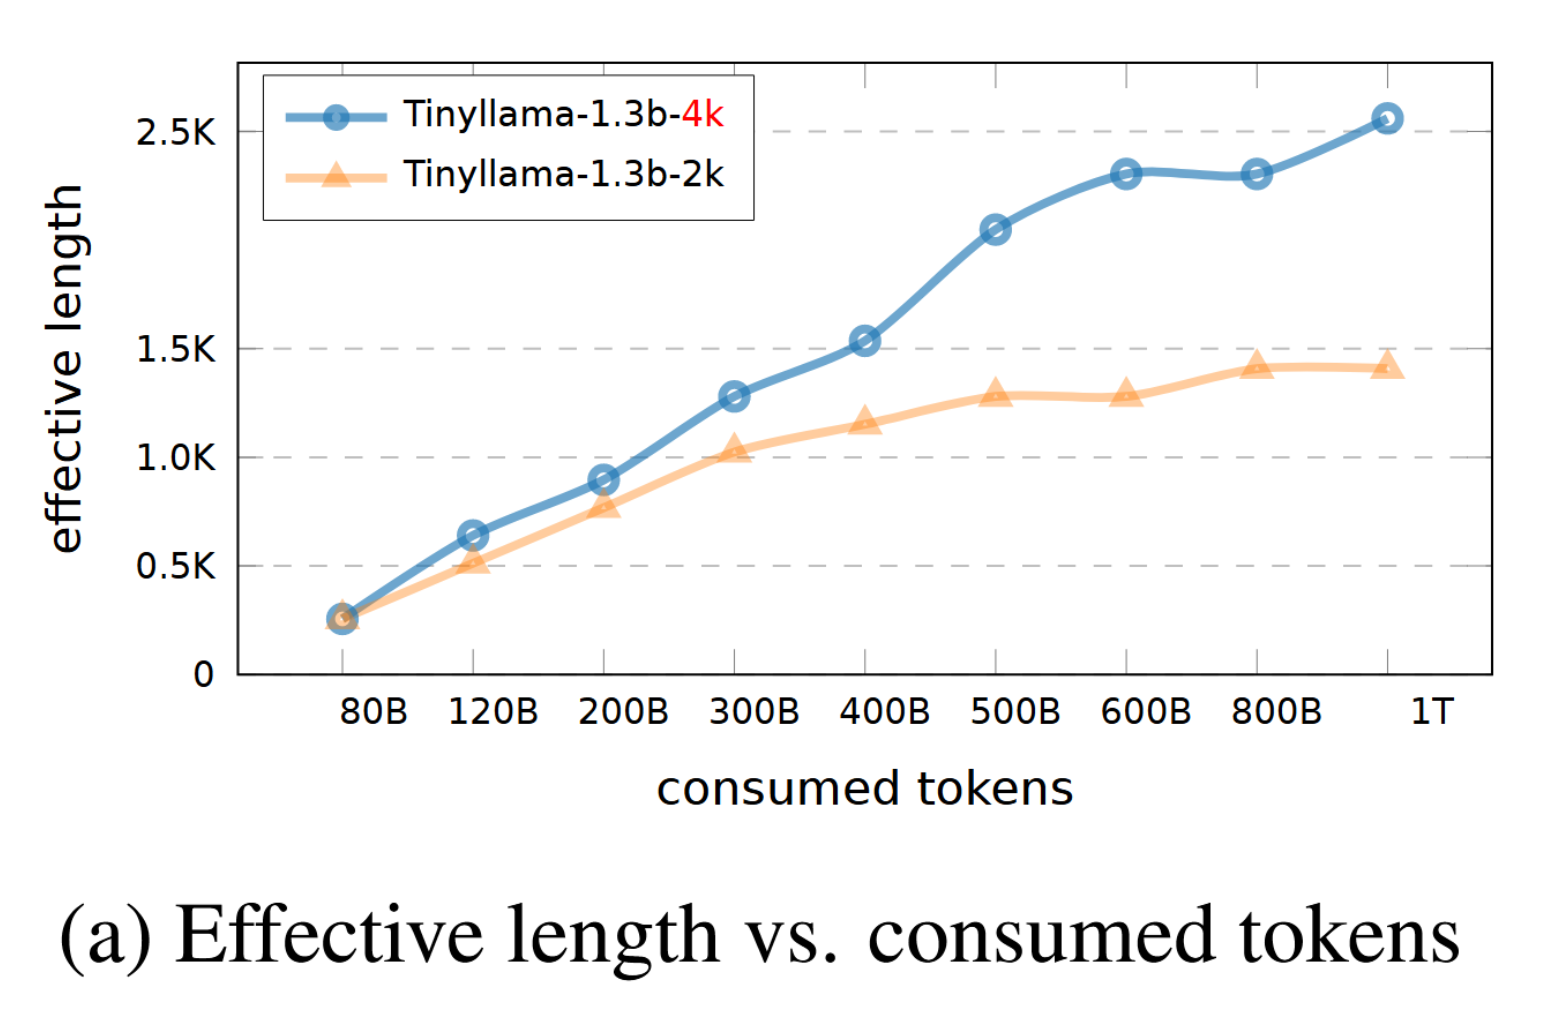 Tinyllama-1.3b-4k
Tinyllama-1.3b-2k
2.5K
1.5K
1.0K
0.5K
0
effective length
80B 120B 200B 300B 400B 500B 600B 800B 1T
consumed tokens
(a) Effective length vs. consumed tokens